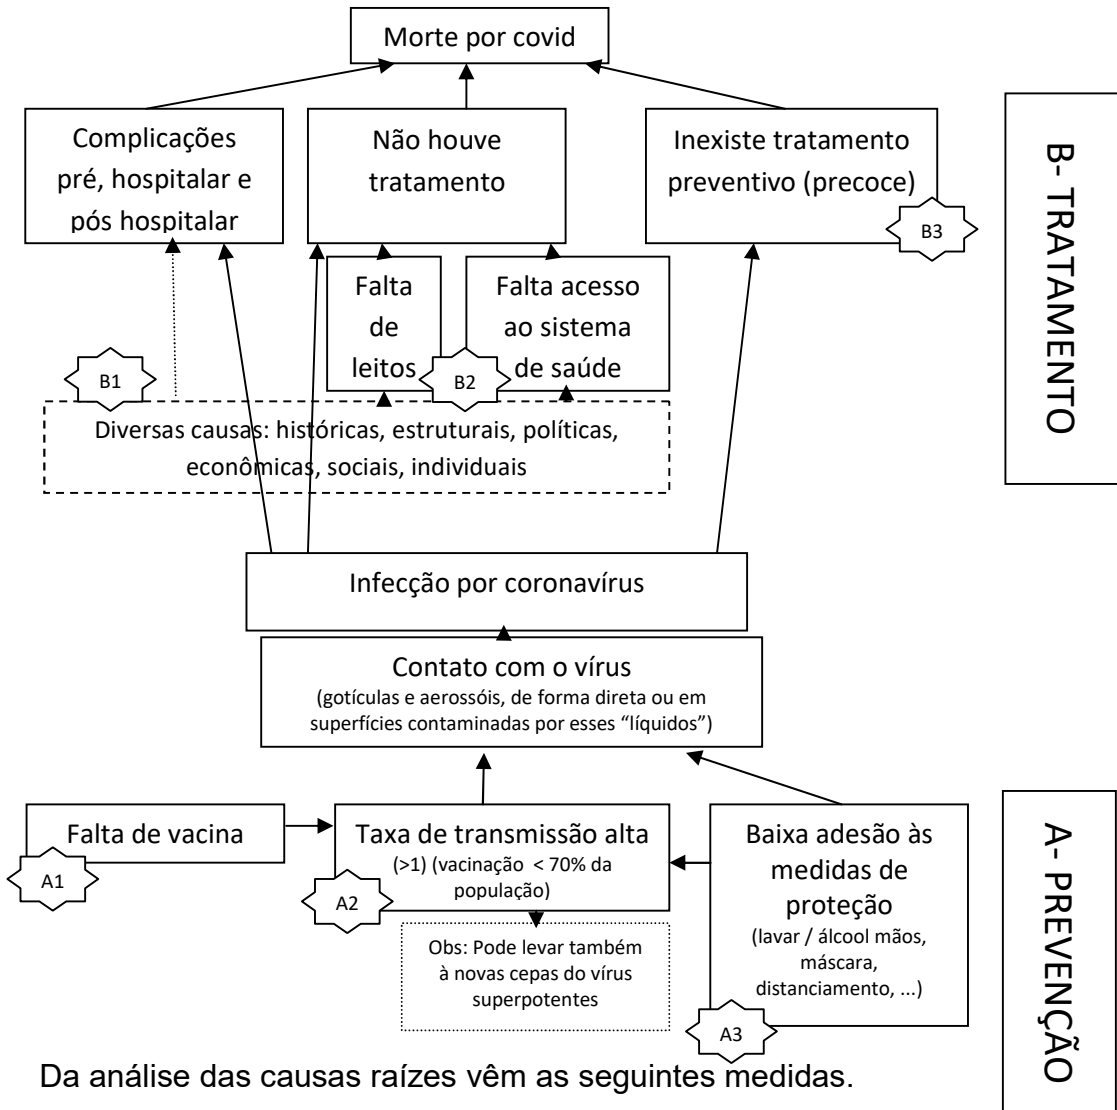 Morte por covid
Complicações
pré, hospitalar e
pós hospitalar
Não houve
tratamento
Inexiste tratamento
preventivo (precoce)
B3
B- TRATAMENTO
Falta
de
leitos
Falta acesso
ao sistema
de saúde
B1
B2
Diversas causas: históricas, estruturais, políticas,
econômicas, sociais, individuais
Infecção por coronavírus
Contato com o vírus
(gotículas e aerossóis, de forma direta ou em
superfícies contaminadas por esses “líquidos”)
Falta de vacina
A1
Taxa de transmissão alta
(>1) (vacinação < 70% da
população)
A2
Baixa adesão às
medidas de
proteção
(lavar / álcool mãos,
máscara,
distanciamento, ...)
A3
Obs: Pode levar também
à novas cepas do vírus
superpotentes
A- PREVENÇÃO
Da análise das causas raízes vêm as seguintes medidas.